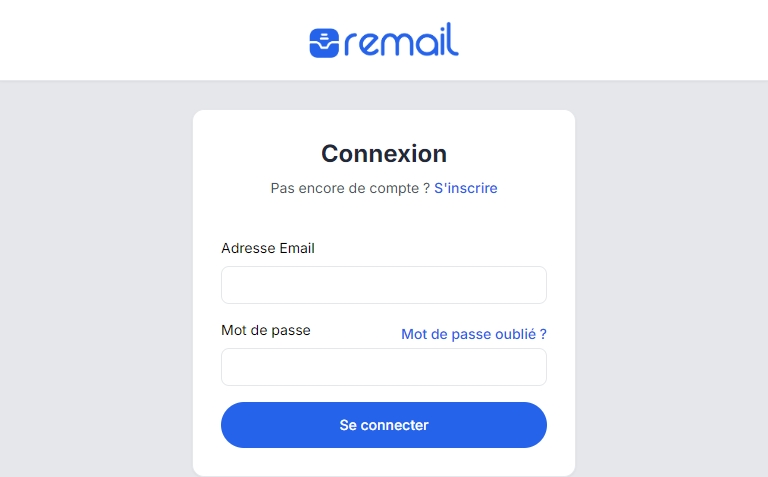 remail
Connexion
Pas encore de compte ? S'inscrire
Adresse Email
Mot de passe
Mot de passe oublié ?
Se connecter